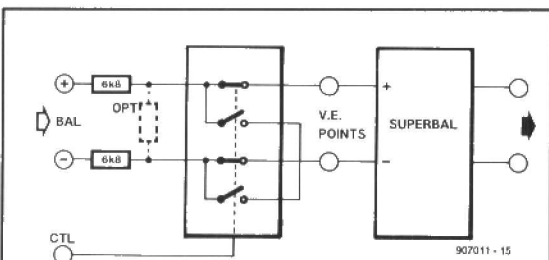 +
6k8
OPT
BAL
-
6k8
CTL
V.E.
POINTS
+
SUPERBAL
-
907011 - 15